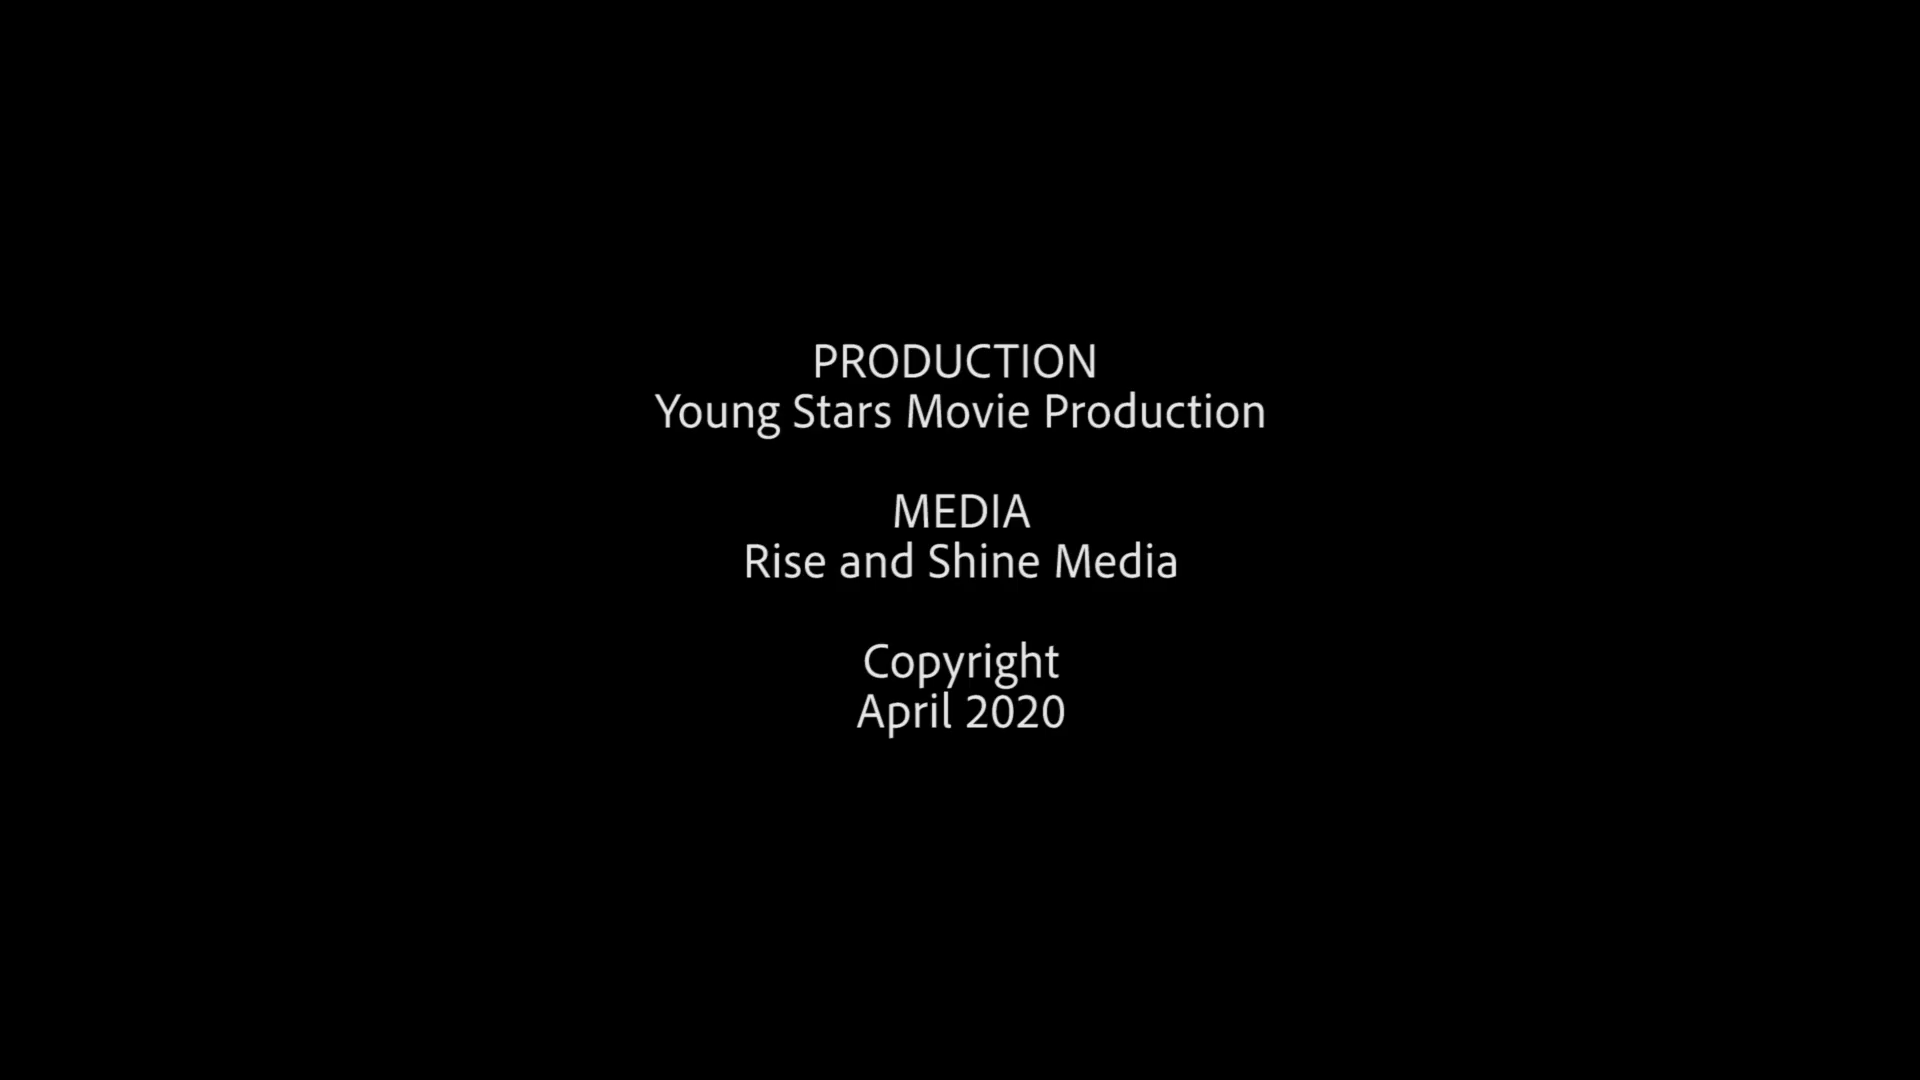 PRODUCTION
Young Stars Movie Production
MEDIA
Rise and Shine Media
Copyright
April 2020